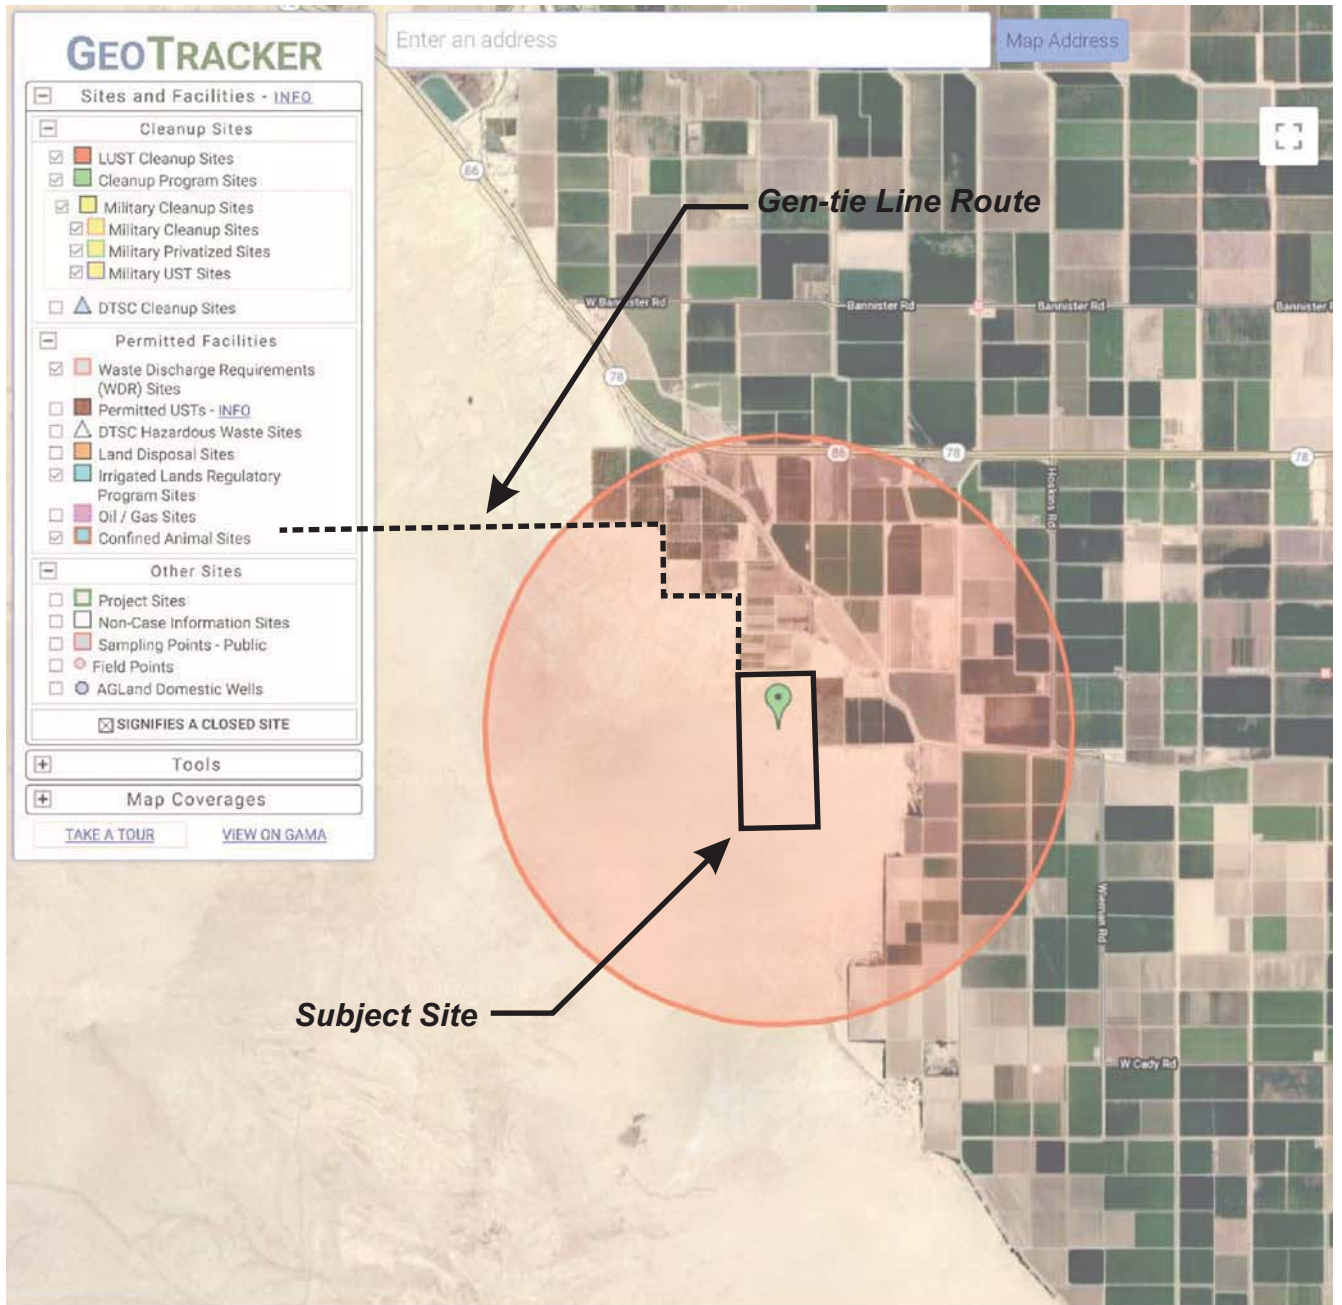 GEOTRACKER
Enter an address
Map Address
Sites and Facilities - INFO
Cleanup Sites
LUST Cleanup Sites
Cleanup Program Sites
Military Cleanup Sites
Military Cleanup Sites
Military Privatized Sites
Military UST Sites
DTSC Cleanup Sites
Permitted Facilities
Waste Discharge Requirements
(WDR) Sites
Permitted USTs - INFO
DTSC Hazardous Waste Sites
Land Disposal Sites
Irrigated Lands Regulatory
Program Sites
Oil / Gas Sites
Confined Animal Sites
Other Sites
Project Sites
Non-Case Information Sites
Sampling Points - Public
Field Points
AGLand Domestic Wells
SIGNIFIES A CLOSED SITE
Tools
Map Coverages
TAKE A TOUR
VIEW ON GAMA
86
Gen-tie Line Route
W Bannister Rd
Bannister Rd
Bannister Rd
Bannister
78
86
78
78
Hoskins Rd
Wieman Rd
Subject Site
W Cady Rd